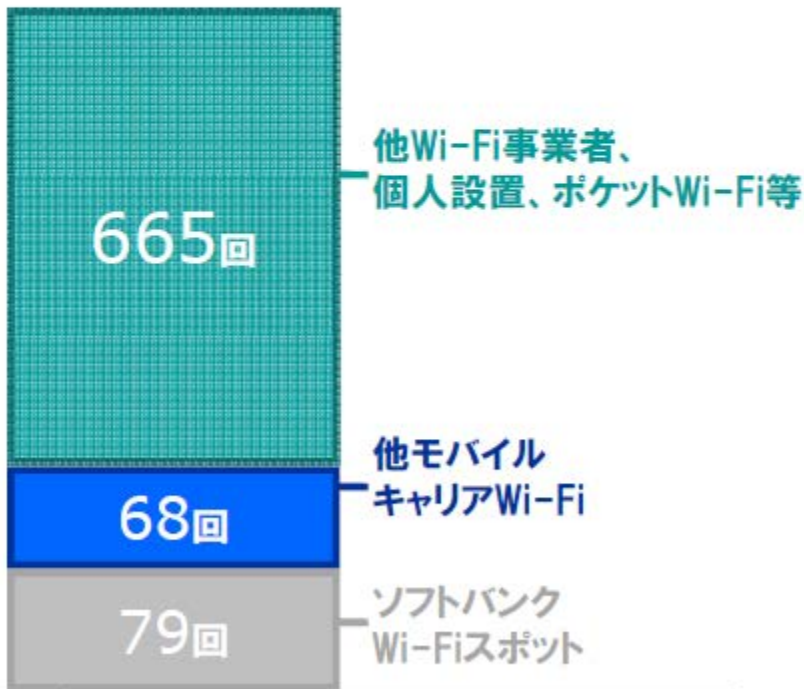 他Wi-Fi事業者、
個人設置、ポケットWi-Fi等
665回
他モバイル
キャリアWi-Fi
68回
ソフトバンク
Wi-Fiスポット
79回